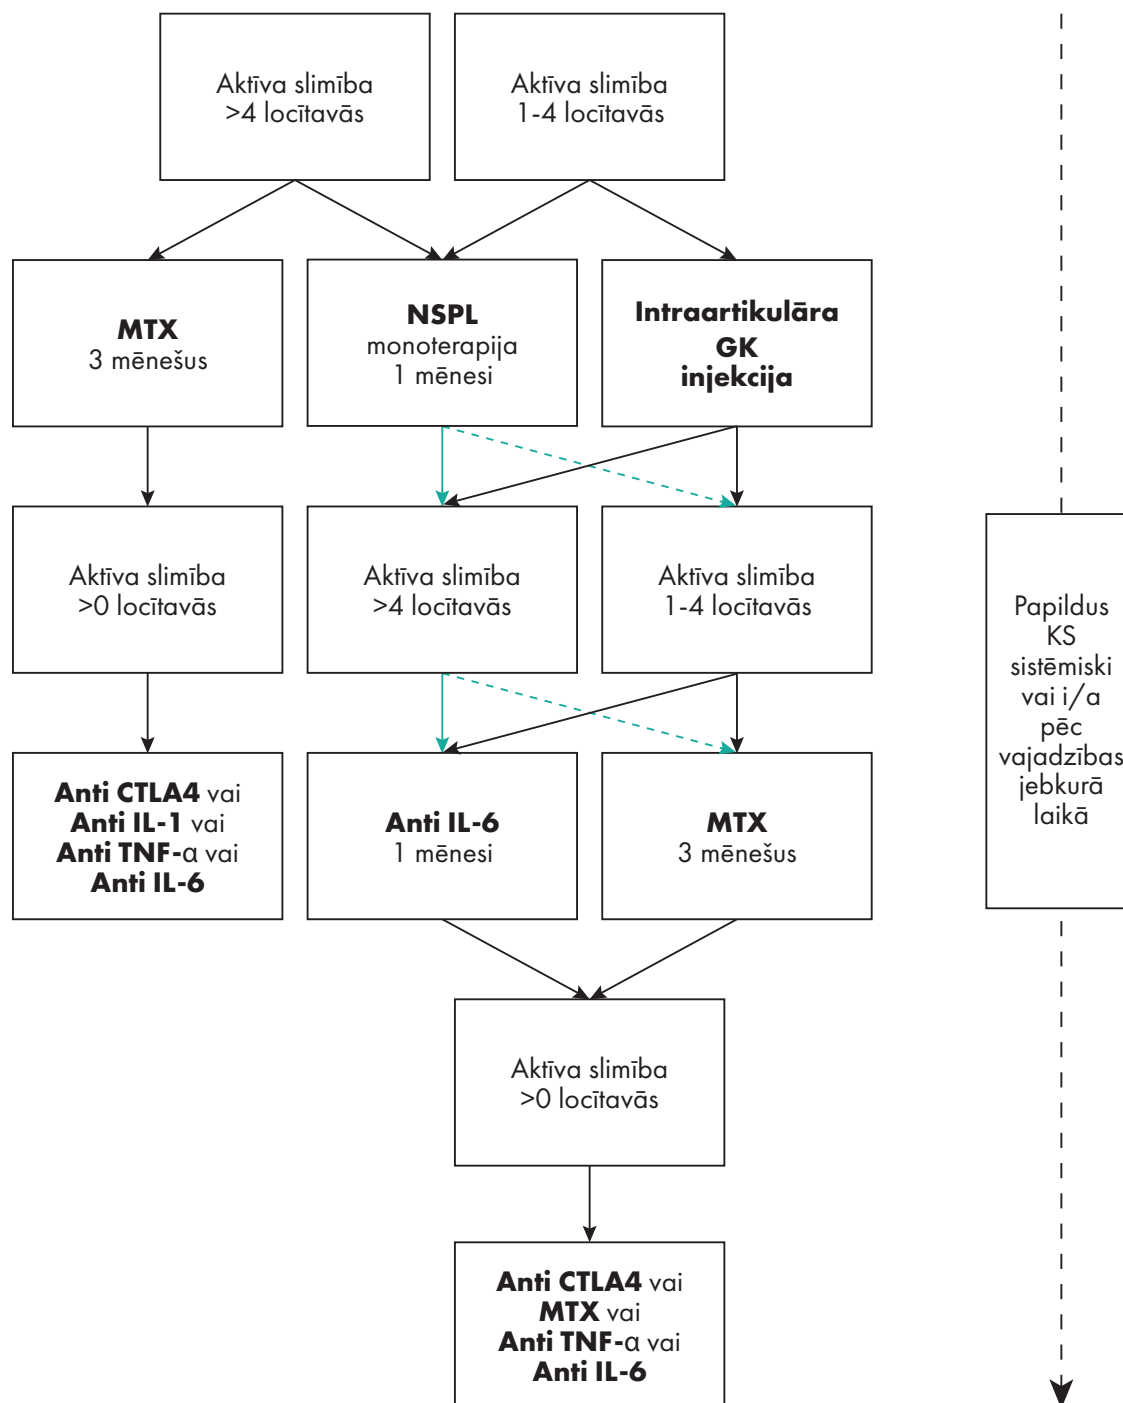 Aktīva slimība
>4 locītavās
Aktīva slimība
1-4 locītavās
MTX
3 mēnešus
NSPL
monoterapija
1 mēnesi
Intraartikulāra
GK
injekcija
Aktīva slimība
>0 locītavās
Aktīva slimība
>4 locītavās
Aktīva slimība
1-4 locītavās
Papildus
KS
sistēmiski
vai i/a
pēc
vajadzības
jebkurā
laikā
Anti CTLA4 vai
Anti IL-1 vai
Anti TNF-α vai
Anti IL-6
Anti IL-6
1 mēnesi
MTX
3 mēnešus
Aktīva slimība
>0 locītavās
Anti CTLA4 vai
MTX vai
Anti TNF-α vai
Anti IL-6